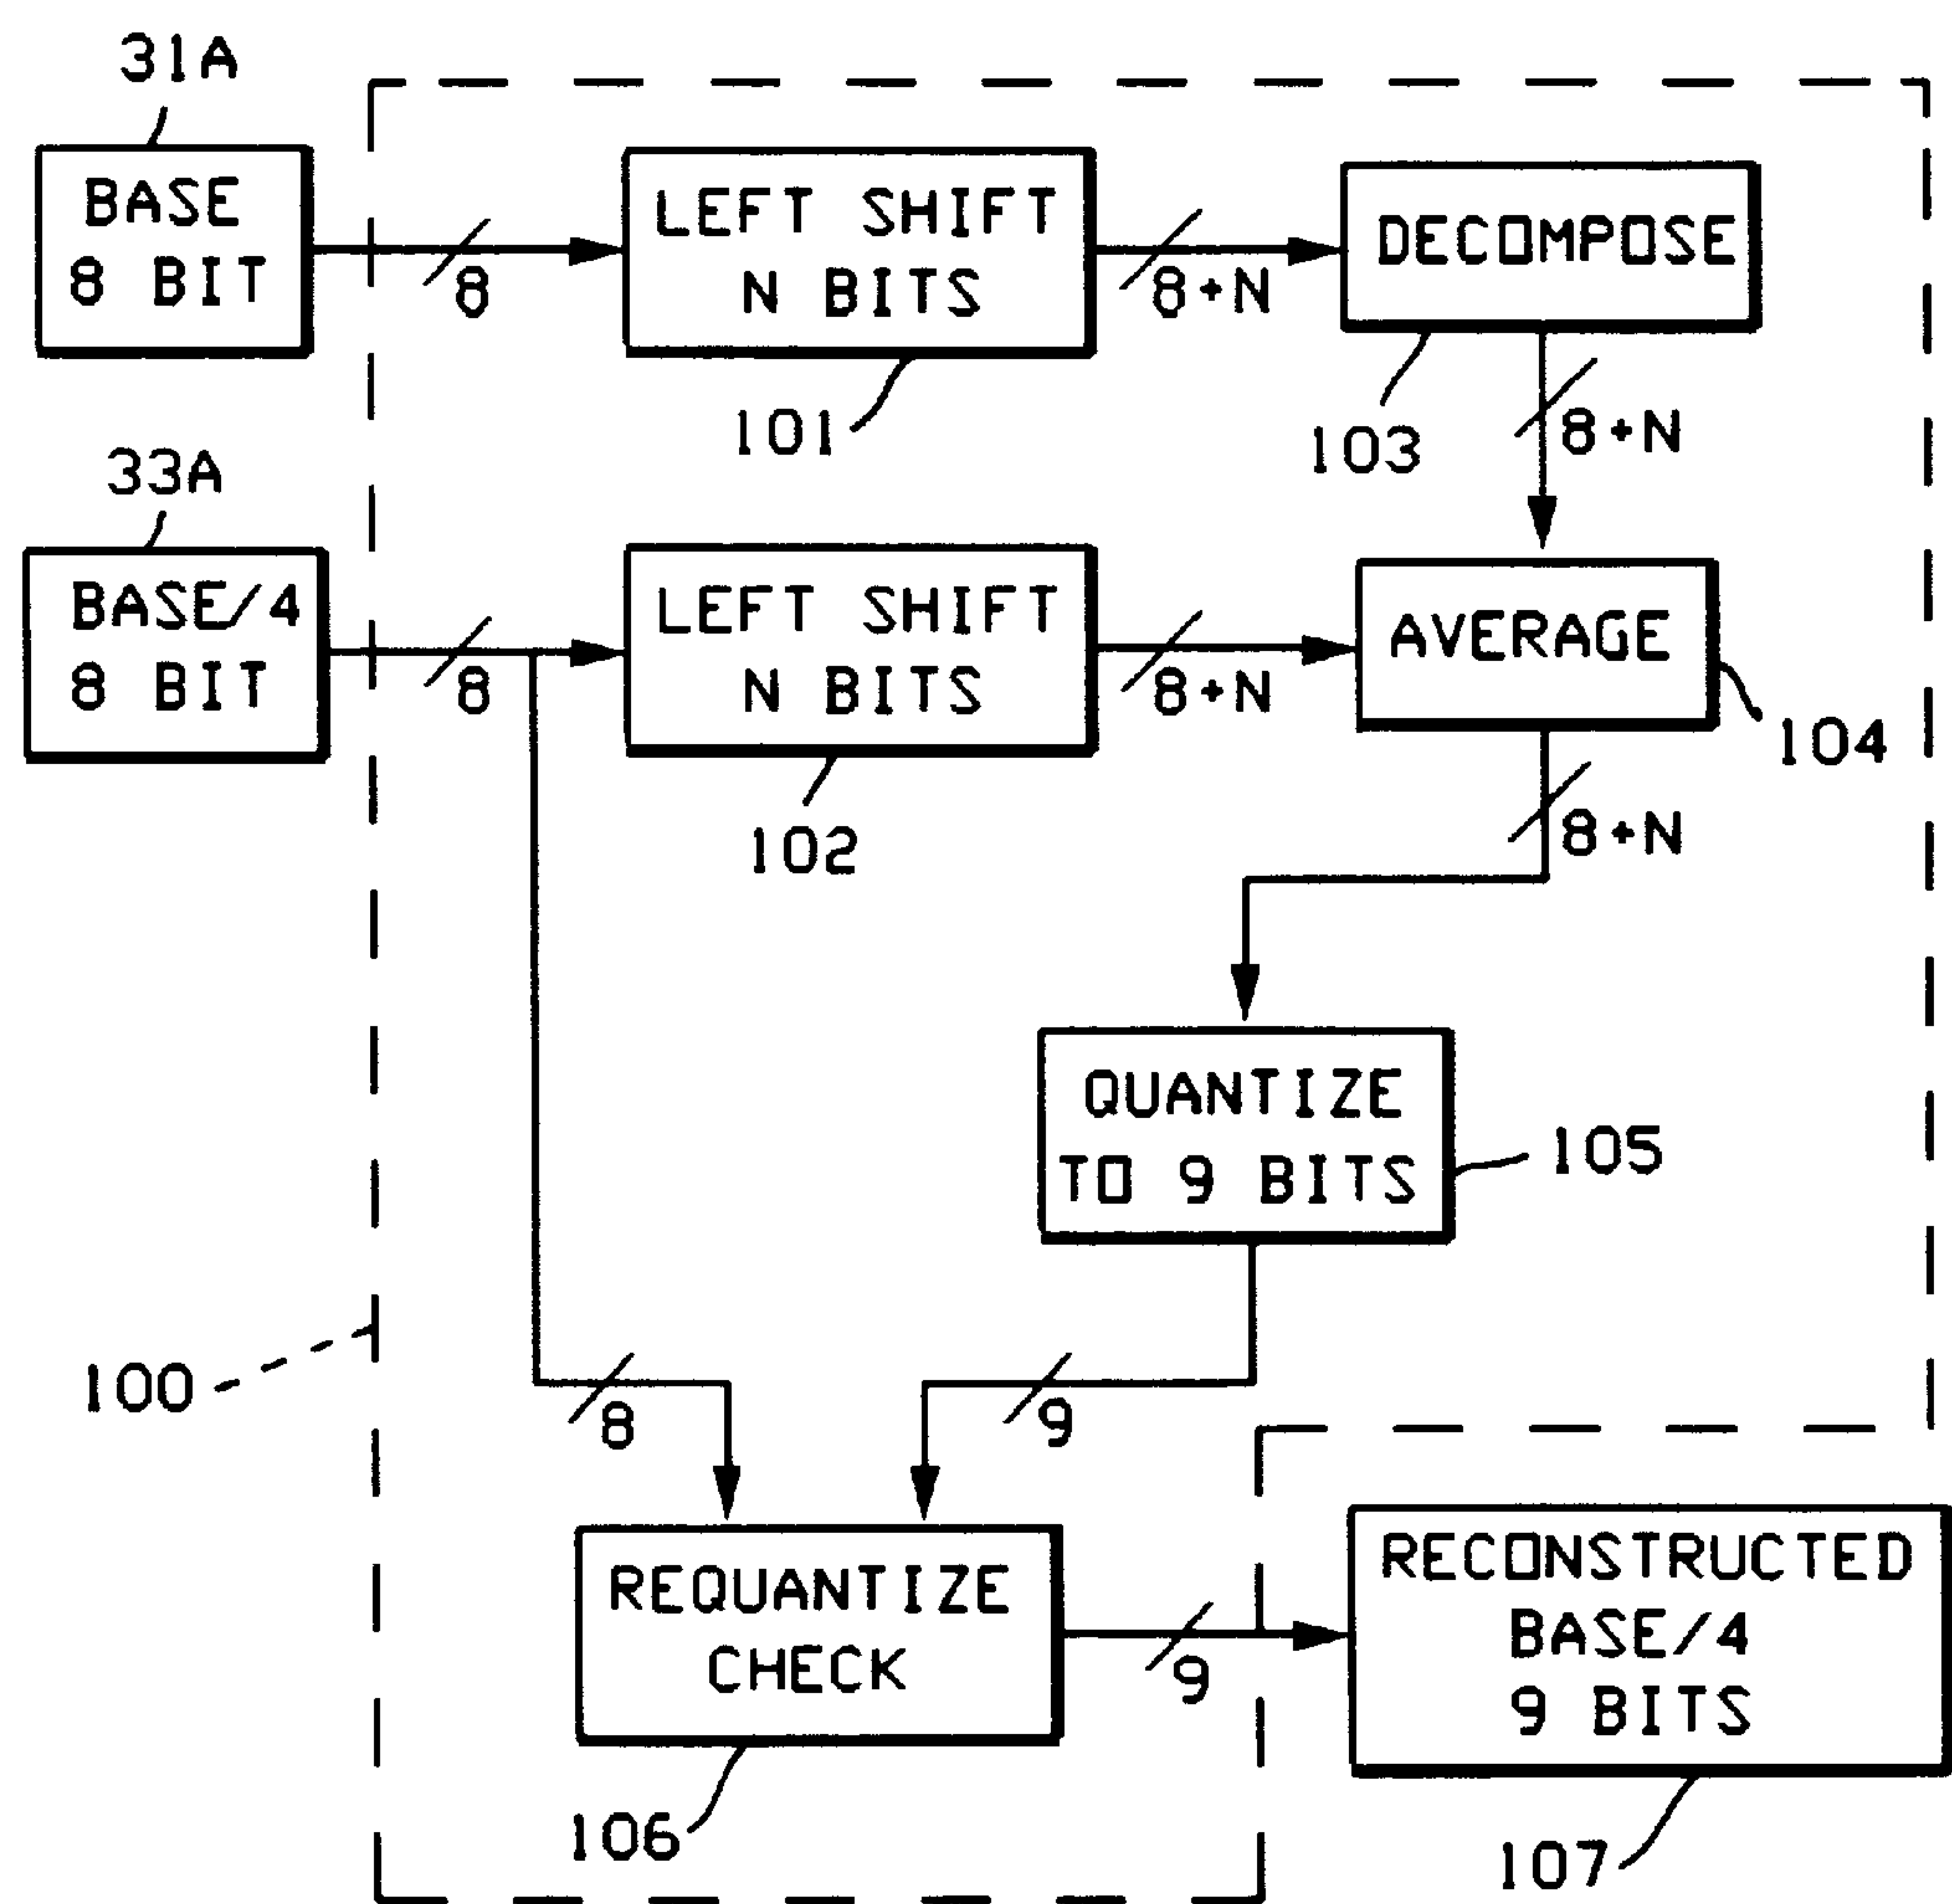 31A
BASE
8 BIT
8
LEFT SHIFT
N BITS
101
8+N
DECOMPOSE
103
8+N
33A
BASE/4
8 BIT
8
LEFT SHIFT
N BITS
102
8+N
AVERAGE
104
8+N
QUANTIZE
TO 9 BITS
105
100
8
9
REQUANTIZE
CHECK
106
9
RECONSTRUCTED
BASE/4
9 BITS
107